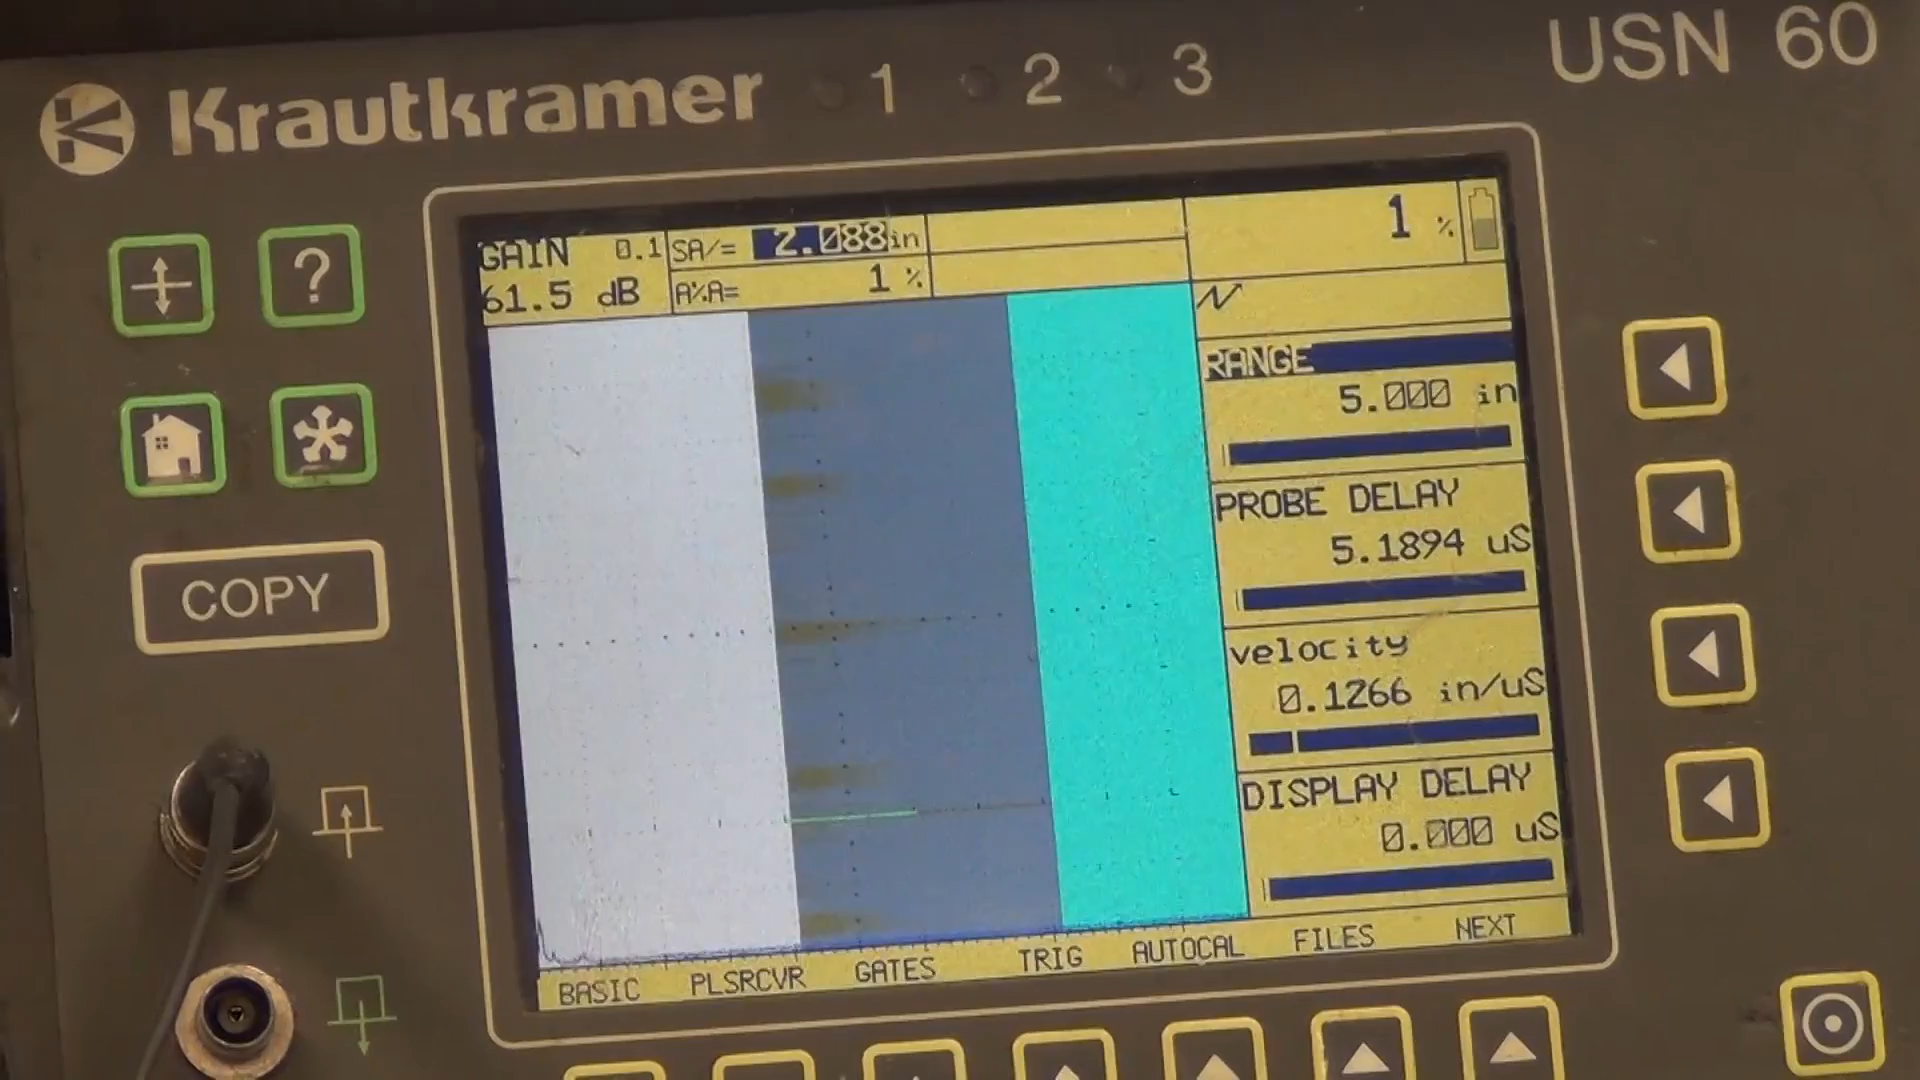 Krautkramer 1 2 3 USN 60
GAIN 0.1
61.5 dB
SA/= 2.088in
A%A= 1 %
1 %
RANGE
5.000 in
PROBE DELAY
5.1894 uS
velocity
0.1266 in/uS
DISPLAY DELAY
0.000 uS
BASIC PLSRCVR GATES TRIG AUTOCAL FILES NEXT
?
COPY